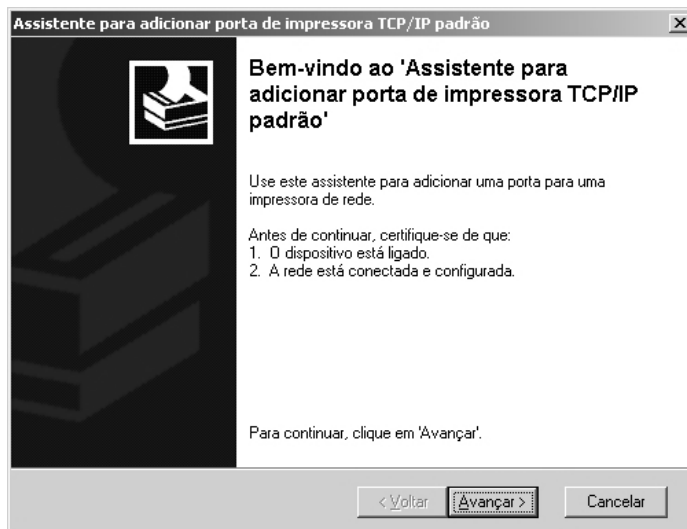 Assistente para adicionar porta de impressora TCP/IP padrão
Bem-vindo ao 'Assistente para
adicionar porta de impressora TCP/IP
padrão'
Use este assistente para adicionar uma porta para uma
impressora de rede.
Antes de continuar, certifique-se de que:
1. O dispositivo está ligado.
2. A rede está conectada e configurada.
Para continuar, clique em 'Avançar'.
< Voltar Avançar > Cancelar